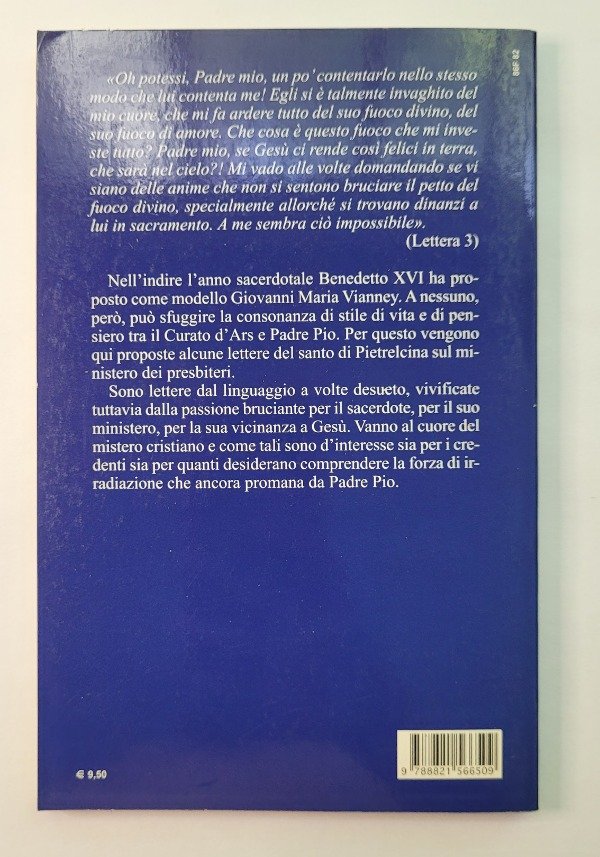 86F 82
«Oh potessi, Padre mio, un po' contentarlo nello stesso
modo che lui contenta me! Egli si è talmente invaghito del
mio cuore, che mi fa ardere tutto del suo fuoco divino, del
suo fuoco di amore. Che cosa è questo fuoco che mi inve-
ste tutto? Padre mio, se Gesù ci rende così felici in terra,
che sarà nel cielo?! Mi vado alle volte domandando se vi
siano delle anime che non si sentono bruciare il petto del
fuoco divino, specialmente allorché si trovano dinanzi a
lui in sacramento. A me sembra ciò impossibile».
(Lettera 3)
Nell'indire l'anno sacerdotale Benedetto XVI ha pro-
posto come modello Giovanni Maria Vianney. A nessuno,
però, può sfuggire la consonanza di stile di vita e di pen-
siero tra il Curato d'Ars e Padre Pio. Per questo vengono
qui proposte alcune lettere del santo di Pietrelcina sul mi-
nistero dei presbiteri.
Sono lettere dal linguaggio a volte desueto, vivificate
tuttavia dalla passione bruciante per il sacerdote, per il suo
ministero, per la sua vicinanza a Gesù. Vanno al cuore del
mistero cristiano e come tali sono d'interesse sia per i cre-
denti sia per quanti desiderano comprendere la forza di ir-
radiazione che ancora promana da Padre Pio.
€ 9,50
9 788821 566509